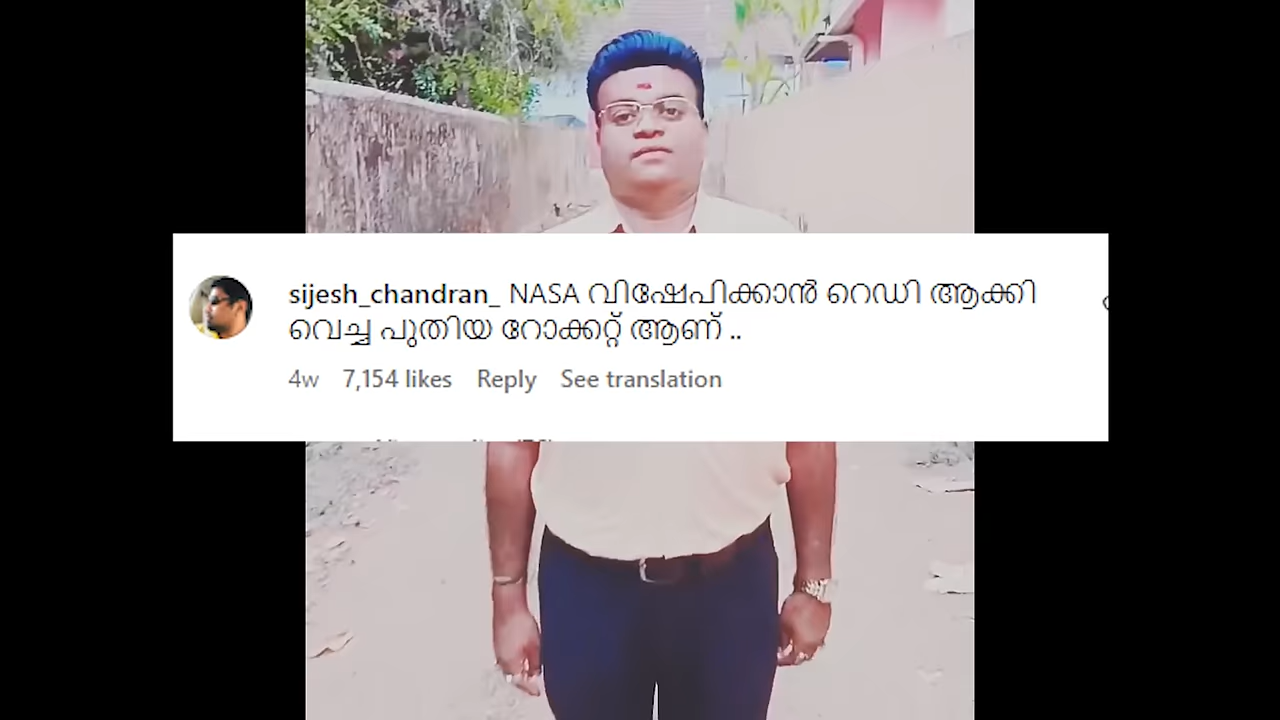 sijesh_chandran_ NASA വിഷേപിക്കാൻ റെഡി ആക്കി
വെച്ച പുതിയ റോക്കറ്റ് ആണ് ..
4w 7,154 likes Reply See translation